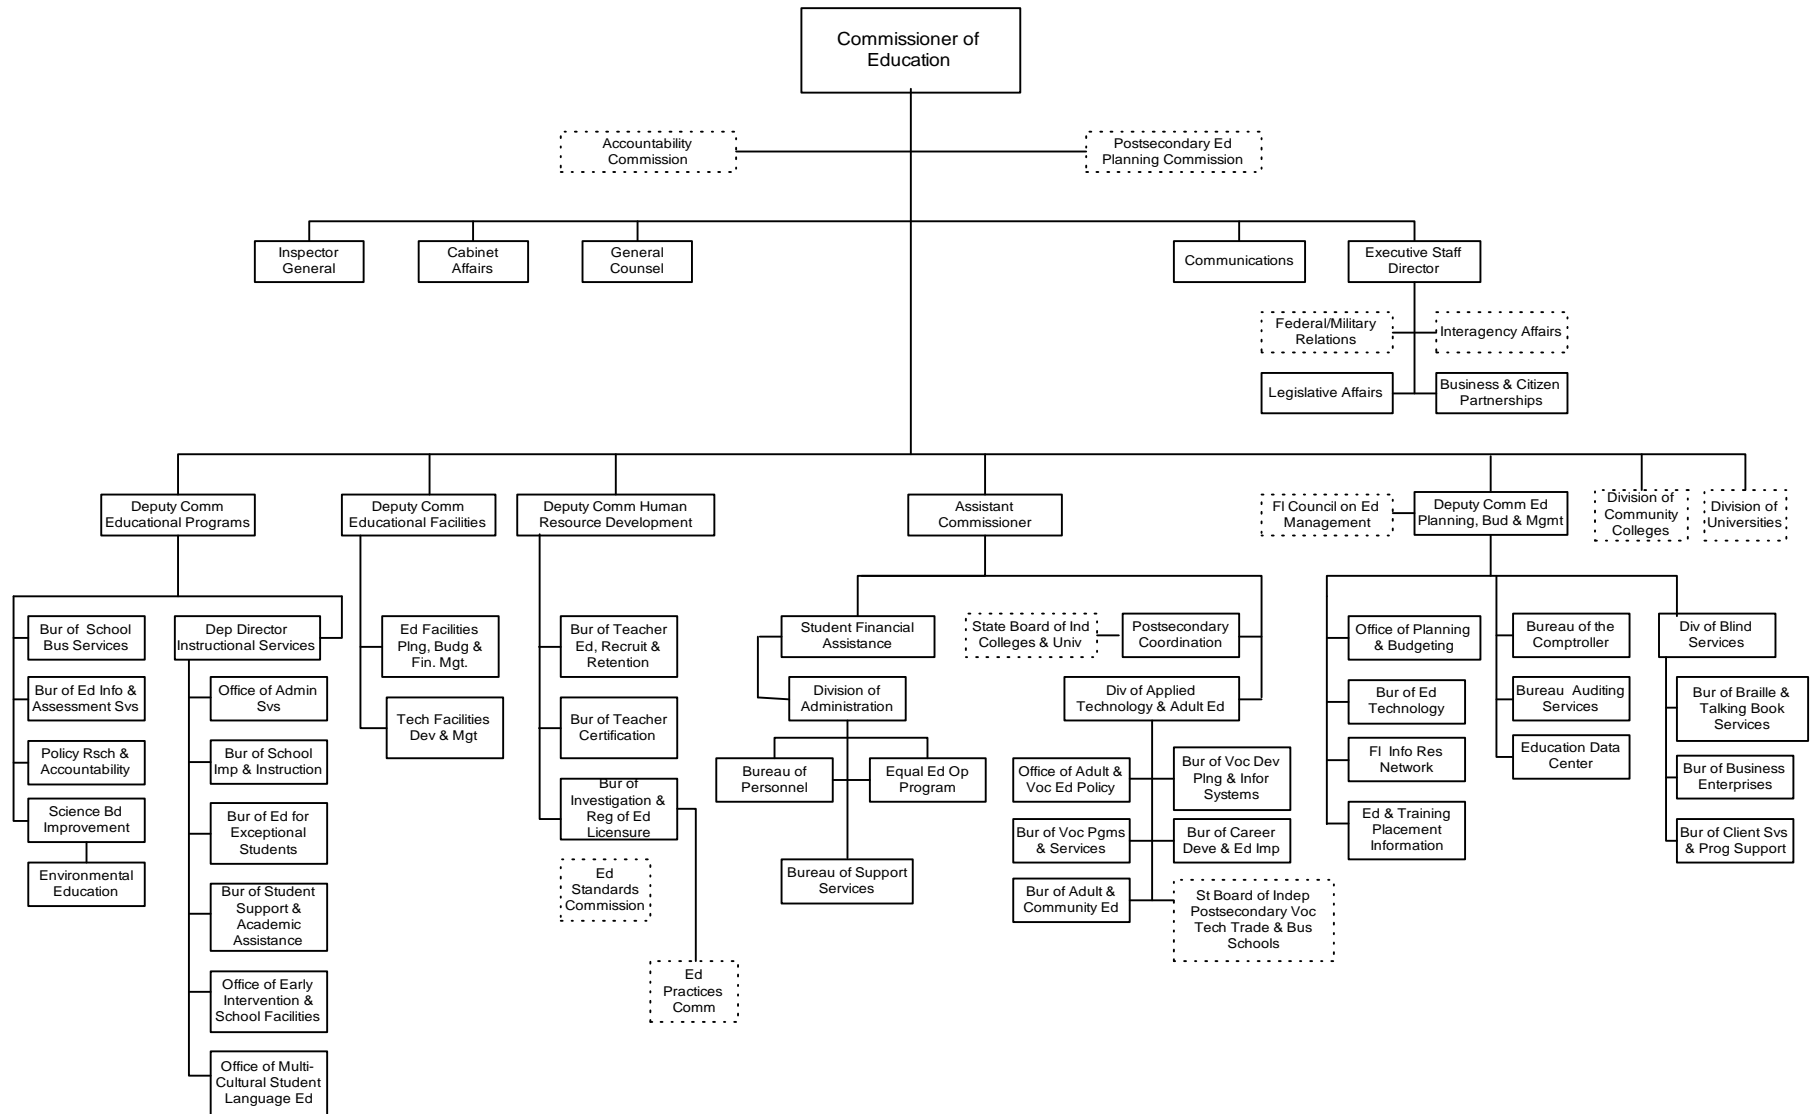 Commissioner of
Education
Accountability
Commission
Postsecondary Ed
Planning Commission
Inspector
General
Cabinet
Affairs
General
Counsel
Communications
Executive Staff
Director
Federal/Military
Relations
Interagency Affairs
Legislative Affairs
Business & Citizen
Partnerships
Deputy Comm
Educational Programs
Deputy Comm
Educational Facilities
Deputy Comm Human
Resource Development
Assistant
Commissioner
Fl Council on Ed
Management
Deputy Comm Ed
Planning, Bud & Mgmt
Division of
Community
Colleges
Division of
Universities
Bur of School
Bus Services
Bur of Ed Info &
Assessment Svs
Policy Rsch &
Accountability
Science Bd
Improvement
Environmental
Education
Dep Director
Instructional Services
Office of Admin
Svs
Bur of School
Imp & Instruction
Bur of Ed for
Exceptional
Students
Bur of Student
Support &
Academic
Assistance
Office of Early
Intervention &
School Facilities
Office of Multi-
Cultural Student
Language Ed
Ed Facilities
Plng, Budg &
Fin. Mgt.
Tech Facilities
Dev & Mgt
Bur of Teacher
Ed, Recruit &
Retention
Bur of Teacher
Certification
Bur of
Investigation &
Reg of Ed
Licensure
Ed
Standards
Commission
Ed
Practices
Comm
Student Financial
Assistance
Division of
Administration
Bureau of
Personnel
Equal Ed Op
Program
Bureau of Support
Services
State Board of Ind
Colleges & Univ
Postsecondary
Coordination
Div of Applied
Technology & Adult Ed
Office of Adult &
Voc Ed Policy
Bur of Voc Dev
Plng & Infor
Systems
Bur of Voc Pgms
& Services
Bur of Career
Deve & Ed Imp
Bur of Adult &
Community Ed
St Board of Indep
Postsecondary Voc
Tech Trade & Bus
Schools
Office of Planning
& Budgeting
Bur of Ed
Technology
Fl Info Res
Network
Ed & Training
Placement
Information
Bureau of the
Comptroller
Bureau Auditing
Services
Education Data
Center
Div of Blind
Services
Bur of Braille &
Talking Book
Services
Bur of Business
Enterprises
Bur of Client Svs
& Prog Support